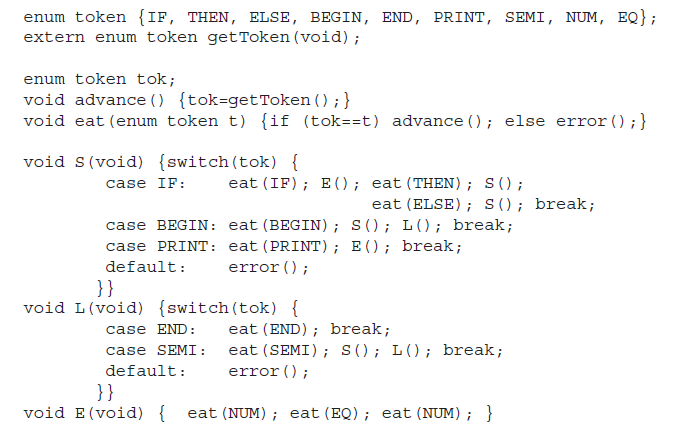 enum token {IF, THEN, ELSE, BEGIN, END, PRINT, SEMI, NUM, EQ};
extern enum token getToken(void);

enum token tok;
void advance() {tok=getToken();}
void eat(enum token t) {if (tok==t) advance(); else error();}

void S(void) {switch(tok) {
        case IF:    eat(IF); E(); eat(THEN); S();
                                  eat(ELSE); S(); break;
        case BEGIN: eat(BEGIN); S(); L(); break;
        case PRINT: eat(PRINT); E(); break;
        default:    error();
       }}
void L(void) {switch(tok) {
        case END:   eat(END); break;
        case SEMI:  eat(SEMI); S(); L(); break;
        default:    error();
       }}
void E(void) {  eat(NUM); eat(EQ); eat(NUM); }